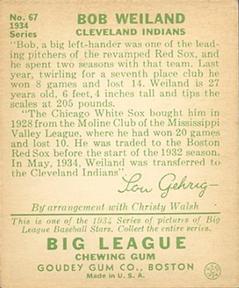 No. 67
1934
Series
BOB WEILAND
CLEVELAND INDIANS
"Bob, a big left-hander was one of the lead-
ing pitchers of the revamped Red Sox, and
he spent two seasons with that team. Last
year, twirling for a seventh place club he
won 8 games and lost 14. Weiland is 27
years old, 6 feet, 4 inches tall and tips the
scales at 205 pounds.
"The Chicago White Sox bought him in
1928 from the Moline Club of the Mississippi
Valley League, where he had won 20 games
and lost 10. He was traded to the Boston
Red Sox before the start of the 1932 season.
In May, 1934, Weiland was transferred to
the Cleveland Indians"
Lou Gehrig—
By arrangement with Christy Walsh
This is one of the 1934 Series of pictures of Big
League Baseball Stars. Collect the entire series.
BIG LEAGUE
CHEWING GUM
GOUDEY GUM CO., BOSTON
Made in U. S. A.